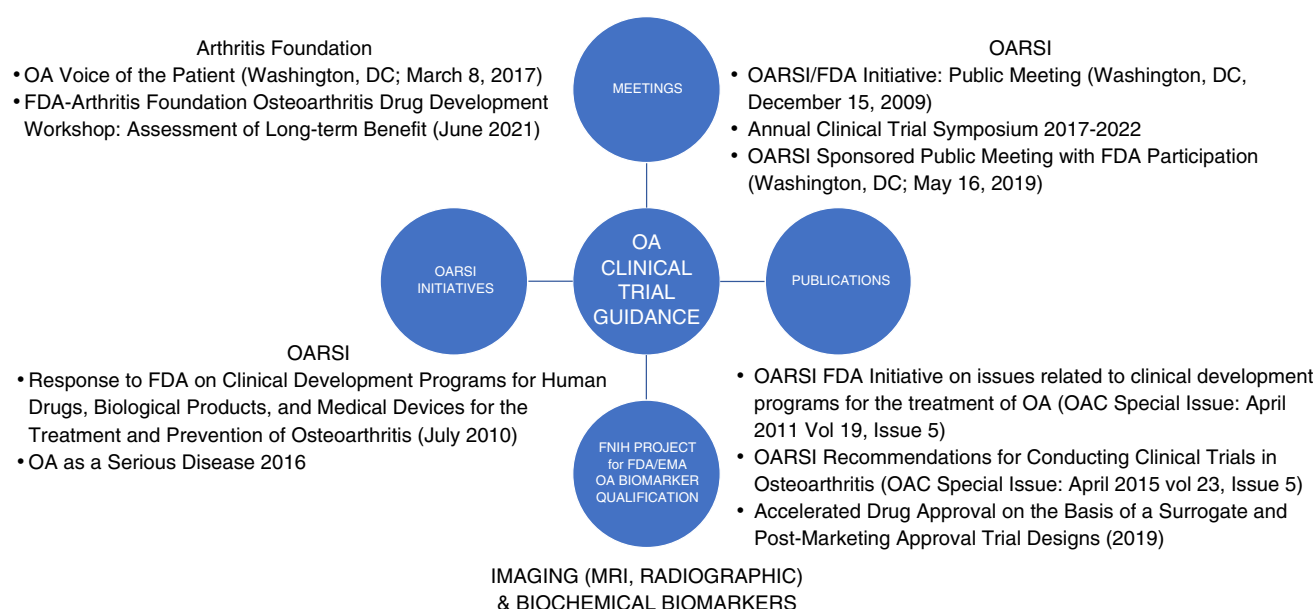 Arthritis Foundation
• OA Voice of the Patient (Washington, DC; March 8, 2017)
• FDA-Arthritis Foundation Osteoarthritis Drug Development
Workshop: Assessment of Long-term Benefit (June 2021)
MEETINGS
OARSI
• OARSI/FDA Initiative: Public Meeting (Washington, DC,
December 15, 2009)
• Annual Clinical Trial Symposium 2017-2022
• OARSI Sponsored Public Meeting with FDA Participation
(Washington, DC; May 16, 2019)
OARSI
INITIATIVES
OA
CLINICAL
TRIAL
GUIDANCE
PUBLICATIONS
OARSI
• Response to FDA on Clinical Development Programs for Human
Drugs, Biological Products, and Medical Devices for the
Treatment and Prevention of Osteoarthritis (July 2010)
• OA as a Serious Disease 2016
FNIH PROJECT
for FDA/EMA
OA BIOMARKER
QUALIFICATION
• OARSI FDA Initiative on issues related to clinical development
programs for the treatment of OA (OAC Special Issue: April
2011 Vol 19, Issue 5)
• OARSI Recommendations for Conducting Clinical Trials in
Osteoarthritis (OAC Special Issue: April 2015 vol 23, Issue 5)
• Accelerated Drug Approval on the Basis of a Surrogate and
Post-Marketing Approval Trial Designs (2019)
IMAGING (MRI, RADIOGRAPHIC)
& BIOCHEMICAL BIOMARKERS